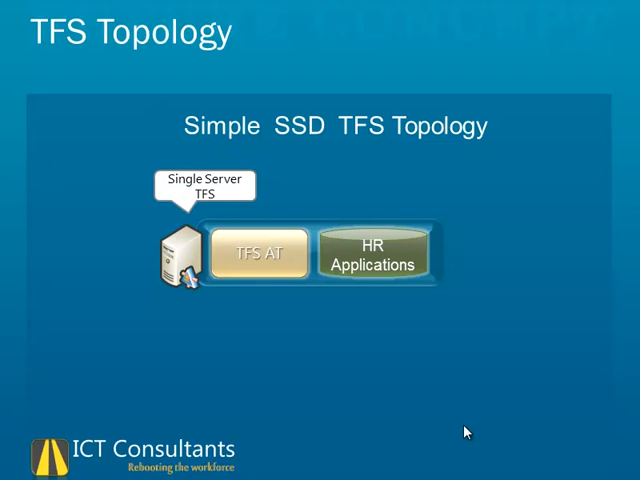 TFS Topology
Simple SSD TFS Topology
Single Server
TFS
TFS AT
HR
Applications
ICT Consultants
Rebooting the workforce